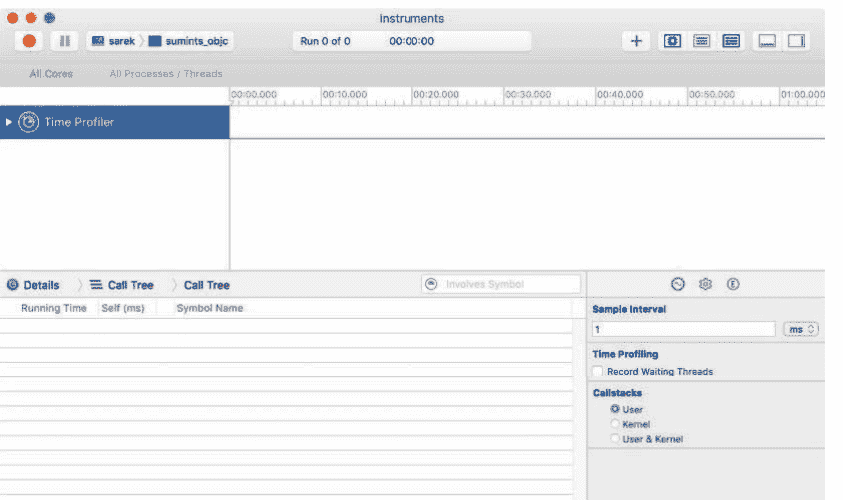 Instruments
sarek sumints_objc Run 0 of 0 00:00:00
All Cores All Processes / Threads
00:00.000 00:10.000 00:20.000 00:30.000 00:40.000 00:50.000 01:00.000
Time Profiler
Details Call Tree Call Tree Involves Symbol
Running Time Self (ms) Symbol Name
Sample Interval
1 ms
Time Profiling
Record Waiting Threads
Callstacks
User
Kernel
User & Kernel